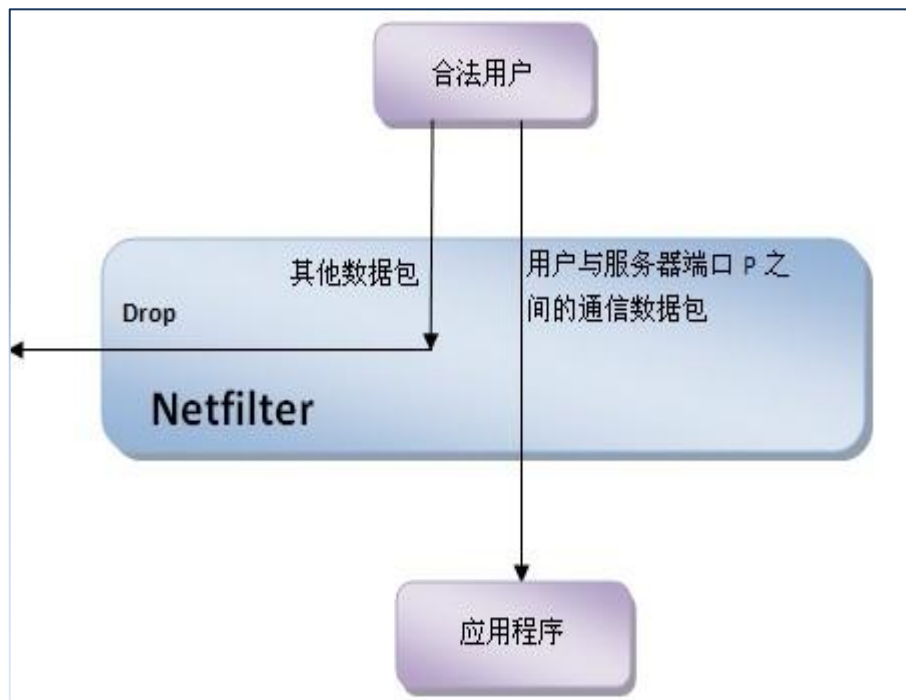 合法用户
其他数据包
用户与服务器端口 P 之
间的通信数据包
Drop
Netfilter
应用程序